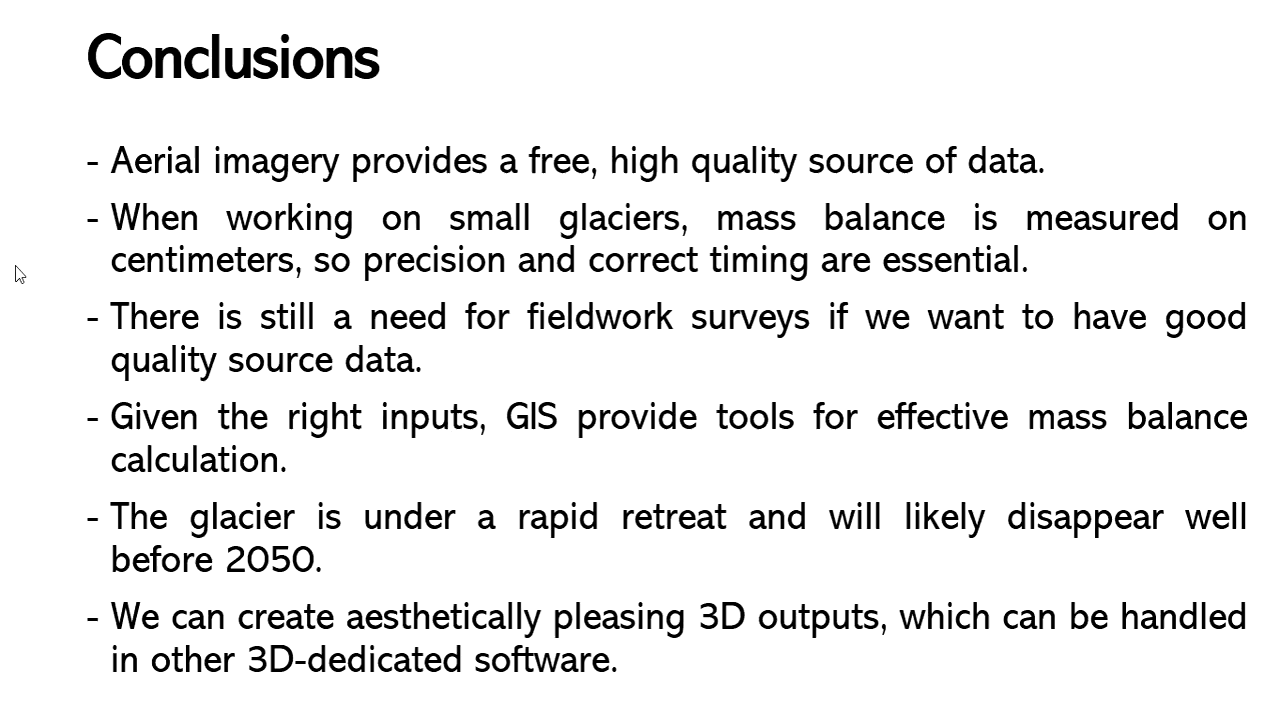 Conclusions
- Aerial imagery provides a free, high quality source of data.
- When working on small glaciers, mass balance is measured on
centimeters, so precision and correct timing are essential.
- There is still a need for fieldwork surveys if we want to have good
quality source data.
- Given the right inputs, GIS provide tools for effective mass balance
calculation.
- The glacier is under a rapid retreat and will likely disappear well
before 2050.
- We can create aesthetically pleasing 3D outputs, which can be handled
in other 3D-dedicated software.